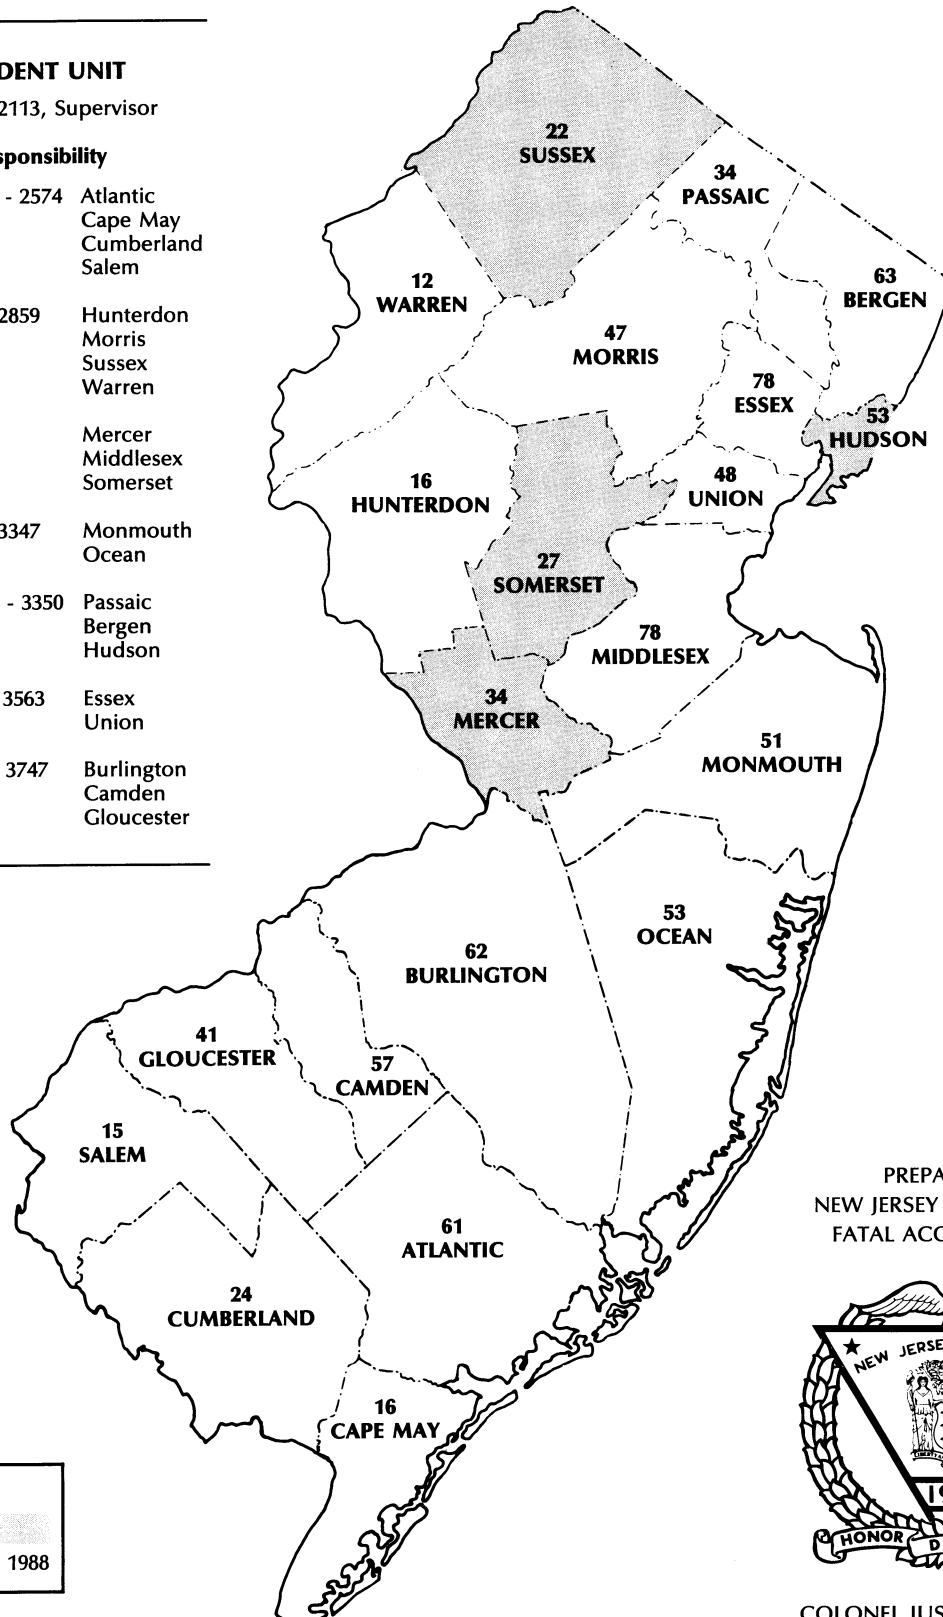 DENT UNIT
2113, Supervisor
sponsibility
- 2574 Atlantic
Cape May
Cumberland
Salem
2859 Hunterdon
Morris
Sussex
Warren
Mercer
Middlesex
Somerset
3347 Monmouth
Ocean
- 3350 Passaic
Bergen
Hudson
3563 Essex
Union
3747 Burlington
Camden
Gloucester
22
SUSSEX
34
PASSAIC
12
WARREN
63
BERGEN
47
MORRIS
78
ESSEX
53
HUDSON
16
HUNTERDON
48
UNION
27
SOMERSET
78
MIDDLESEX
34
MERCER
51
MONMOUTH
53
OCEAN
62
BURLINGTON
41
GLOUCESTER
57
CAMDEN
15
SALEM
61
ATLANTIC
24
CUMBERLAND
16
CAPE MAY
1988
PREPA
NEW JERSEY
FATAL ACC
NEW JERSE
19
HONOR
D
COLONEL JUS